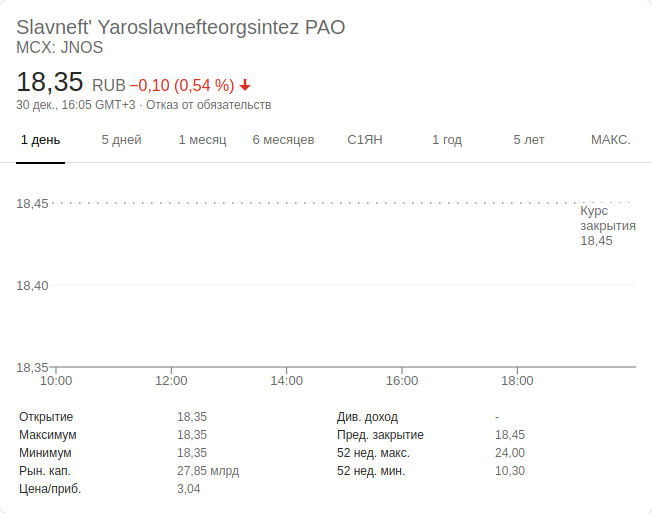 Slavneft' Yaroslavnefteorgsintez PAO
MCX: JNOS
18,35 RUB −0,10 (0,54 %)
30 дек., 16:05 GMT+3 · Отказ от обязательств
1 день 5 дней 1 месяц 6 месяцев С1ЯН 1 год 5 лет МАКС.
18,45
Курс
закрытия
18,45
18,40
18,35
10:00 12:00 14:00 16:00 18:00
Открытие 18,35 Див. доход -
Максимум 18,35 Пред. закрытие 18,45
Минимум 18,35 52 нед. макс. 24,00
Рын. кап. 27,85 млрд 52 нед. мин. 10,30
Цена/приб. 3,04